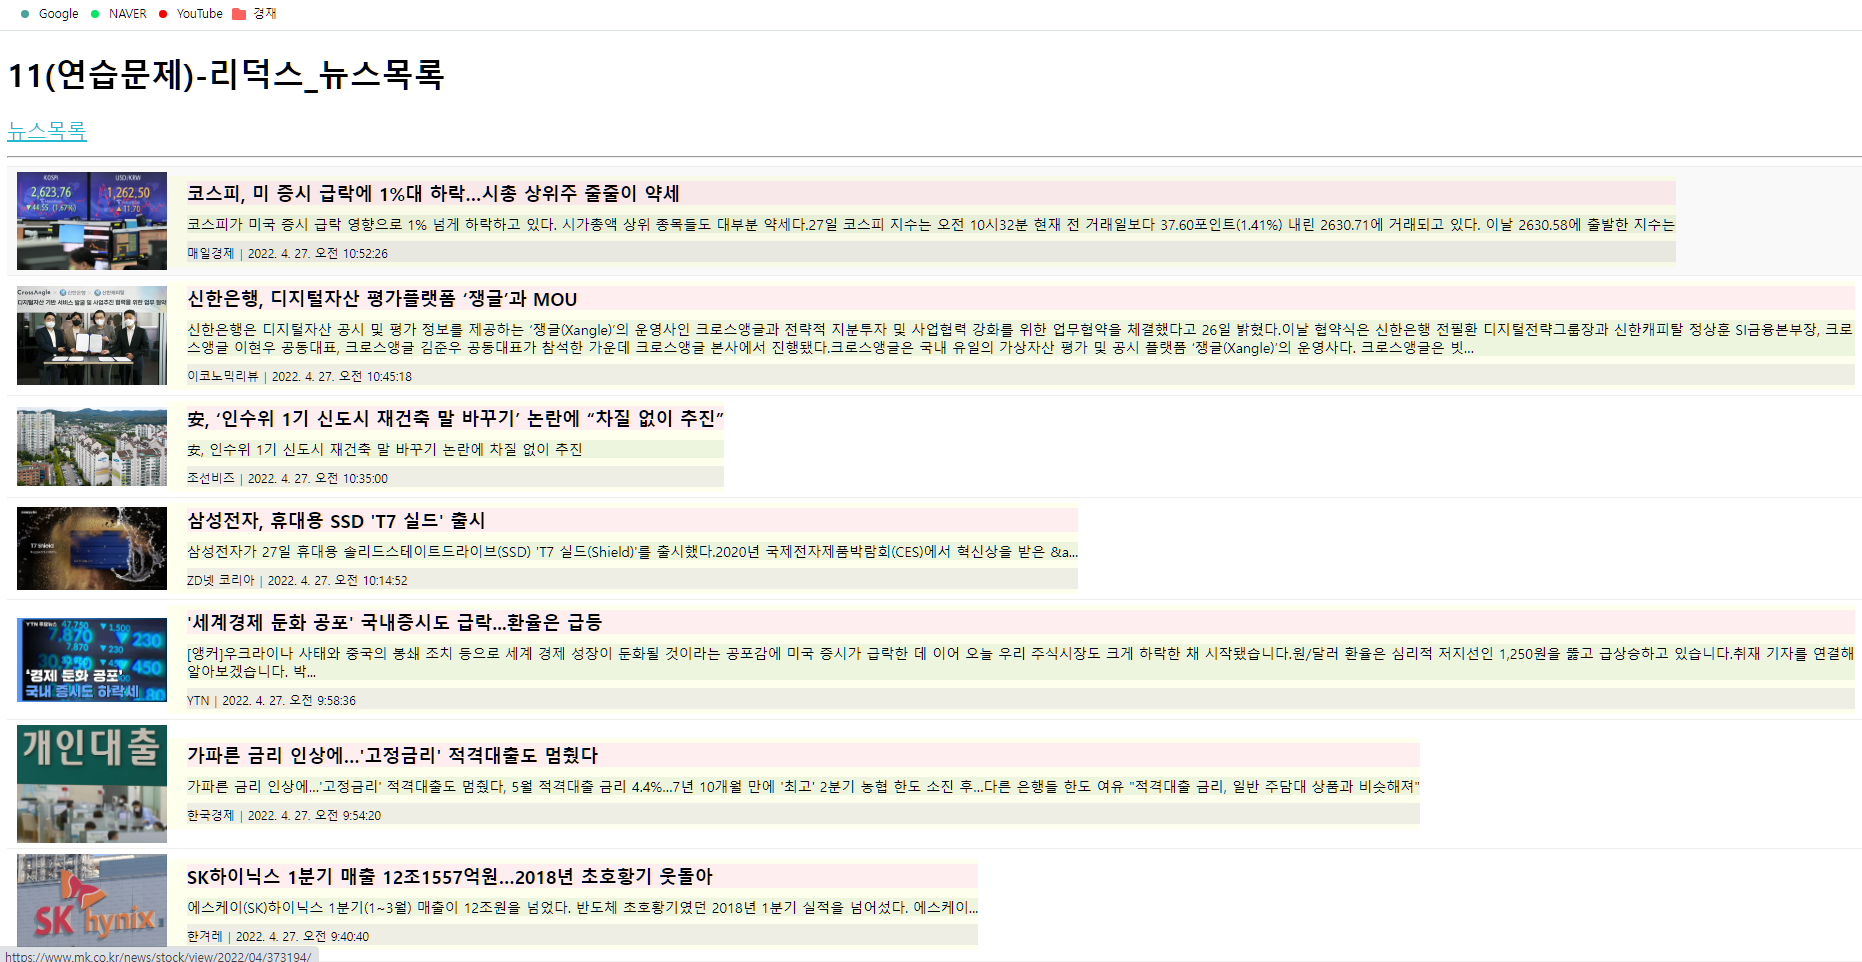 Google NAVER YouTube 경재
11(연습문제)-리덕스_뉴스목록
뉴스목록
KOSPI USD/KRW
2,623.76 1,262.50
▼44.55 (1.67%) ▲11.70
코스피, 미 증시 급락에 1%대 하락…시총 상위주 줄줄이 약세
코스피가 미국 증시 급락 영향으로 1% 넘게 하락하고 있다. 시가총액 상위 종목들도 대부분 약세다.27일 코스피 지수는 오전 10시32분 현재 전 거래일보다 37.60포인트(1.41%) 내린 2630.71에 거래되고 있다. 이날 2630.58에 출발한 지수는
매일경제 | 2022. 4. 27. 오전 10:52:26
CrossAngle 신한은행 신한캐피탈
디지털자산 기반 서비스 발굴 및 사업추진 협력을 위한 업무 협약
신한은행, 디지털자산 평가플랫폼 ‘쟁글’과 MOU
신한은행은 디지털자산 공시 및 평가 정보를 제공하는 ‘쟁글(Xangle)’의 운영사인 크로스앵글과 전략적 지분투자 및 사업협력 강화를 위한 업무협약을 체결했다고 26일 밝혔다.이날 협약식은 신한은행 전필환 디지털전략그룹장과 신한캐피탈 정상훈 SI금융본부장, 크로
스앵글 이현우 공동대표, 크로스앵글 김준우 공동대표가 참석한 가운데 크로스앵글 본사에서 진행됐다.크로스앵글은 국내 유일의 가상자산 평가 및 공시 플랫폼 ‘쟁글(Xangle)’의 운영사다. 크로스앵글은 빗...
이코노믹리뷰 | 2022. 4. 27. 오전 10:45:18
安, ‘인수위 1기 신도시 재건축 말 바꾸기’ 논란에 “차질 없이 추진”
安, 인수위 1기 신도시 재건축 말 바꾸기 논란에 차질 없이 추진
조선비즈 | 2022. 4. 27. 오전 10:35:00
T7 Shield
삼성전자, 휴대용 SSD 'T7 실드' 출시
삼성전자가 27일 휴대용 솔리드스테이트드라이브(SSD) 'T7 실드(Shield)'를 출시했다.2020년 국제전자제품박람회(CES)에서 혁신상을 받은 &a...
ZD넷 코리아 | 2022. 4. 27. 오전 10:14:52
'경제 둔화 공포'
국내 증시도 하락세
'세계경제 둔화 공포' 국내증시도 급락...환율은 급등
[앵커]우크라이나 사태와 중국의 봉쇄 조치 등으로 세계 경제 성장이 둔화될 것이라는 공포감에 미국 증시가 급락한 데 이어 오늘 우리 주식시장도 크게 하락한 채 시작됐습니다.원/달러 환율은 심리적 저지선인 1,250원을 뚫고 급상승하고 있습니다.취재 기자를 연결해
알아보겠습니다. 박...
YTN | 2022. 4. 27. 오전 9:58:36
개인대출
가파른 금리 인상에…'고정금리' 적격대출도 멈췄다
가파른 금리 인상에…'고정금리' 적격대출도 멈췄다, 5월 적격대출 금리 4.4%…7년 10개월 만에 '최고' 2분기 농협 한도 소진 후…다른 은행들 한도 여유 "적격대출 금리, 일반 주담대 상품과 비슷해져"
한국경제 | 2022. 4. 27. 오전 9:54:20
SK hynix
SK하이닉스 1분기 매출 12조1557억원…2018년 초호황기 웃돌아
에스케이(SK)하이닉스 1분기(1~3월) 매출이 12조원을 넘었다. 반도체 초호황기였던 2018년 1분기 실적을 넘어섰다. 에스케이...
한겨레 | 2022. 4. 27. 오전 9:40:40
https://www.mk.co.kr/news/stock/view/2022/04/373194/